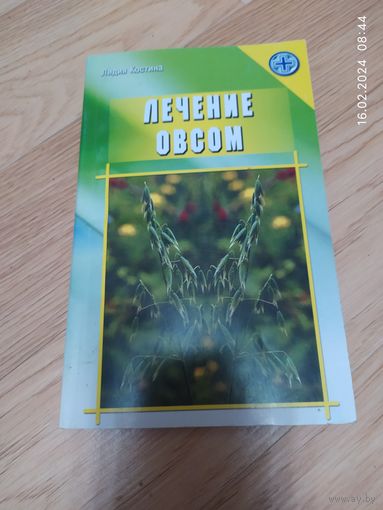 Лидия Костина
ЛЕЧЕНИЕ
ОВСОМ
16.02.2024 08:44
www.ay.by